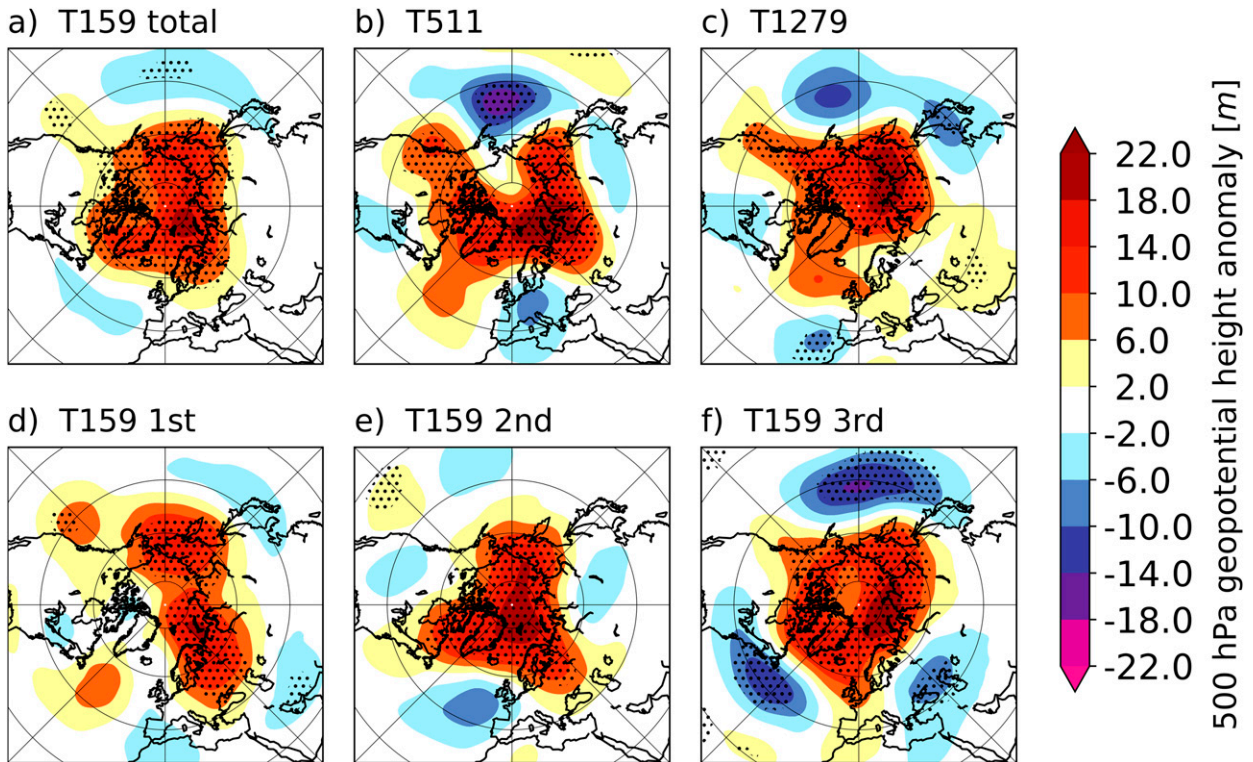 a) T159 total
b) T511
c) T1279
d) T159 1st
e) T159 2nd
f) T159 3rd
22.0
18.0
14.0
10.0
6.0
2.0
-2.0
-6.0
-10.0
-14.0
-18.0
-22.0
500 hPa geopotential height anomaly [m]